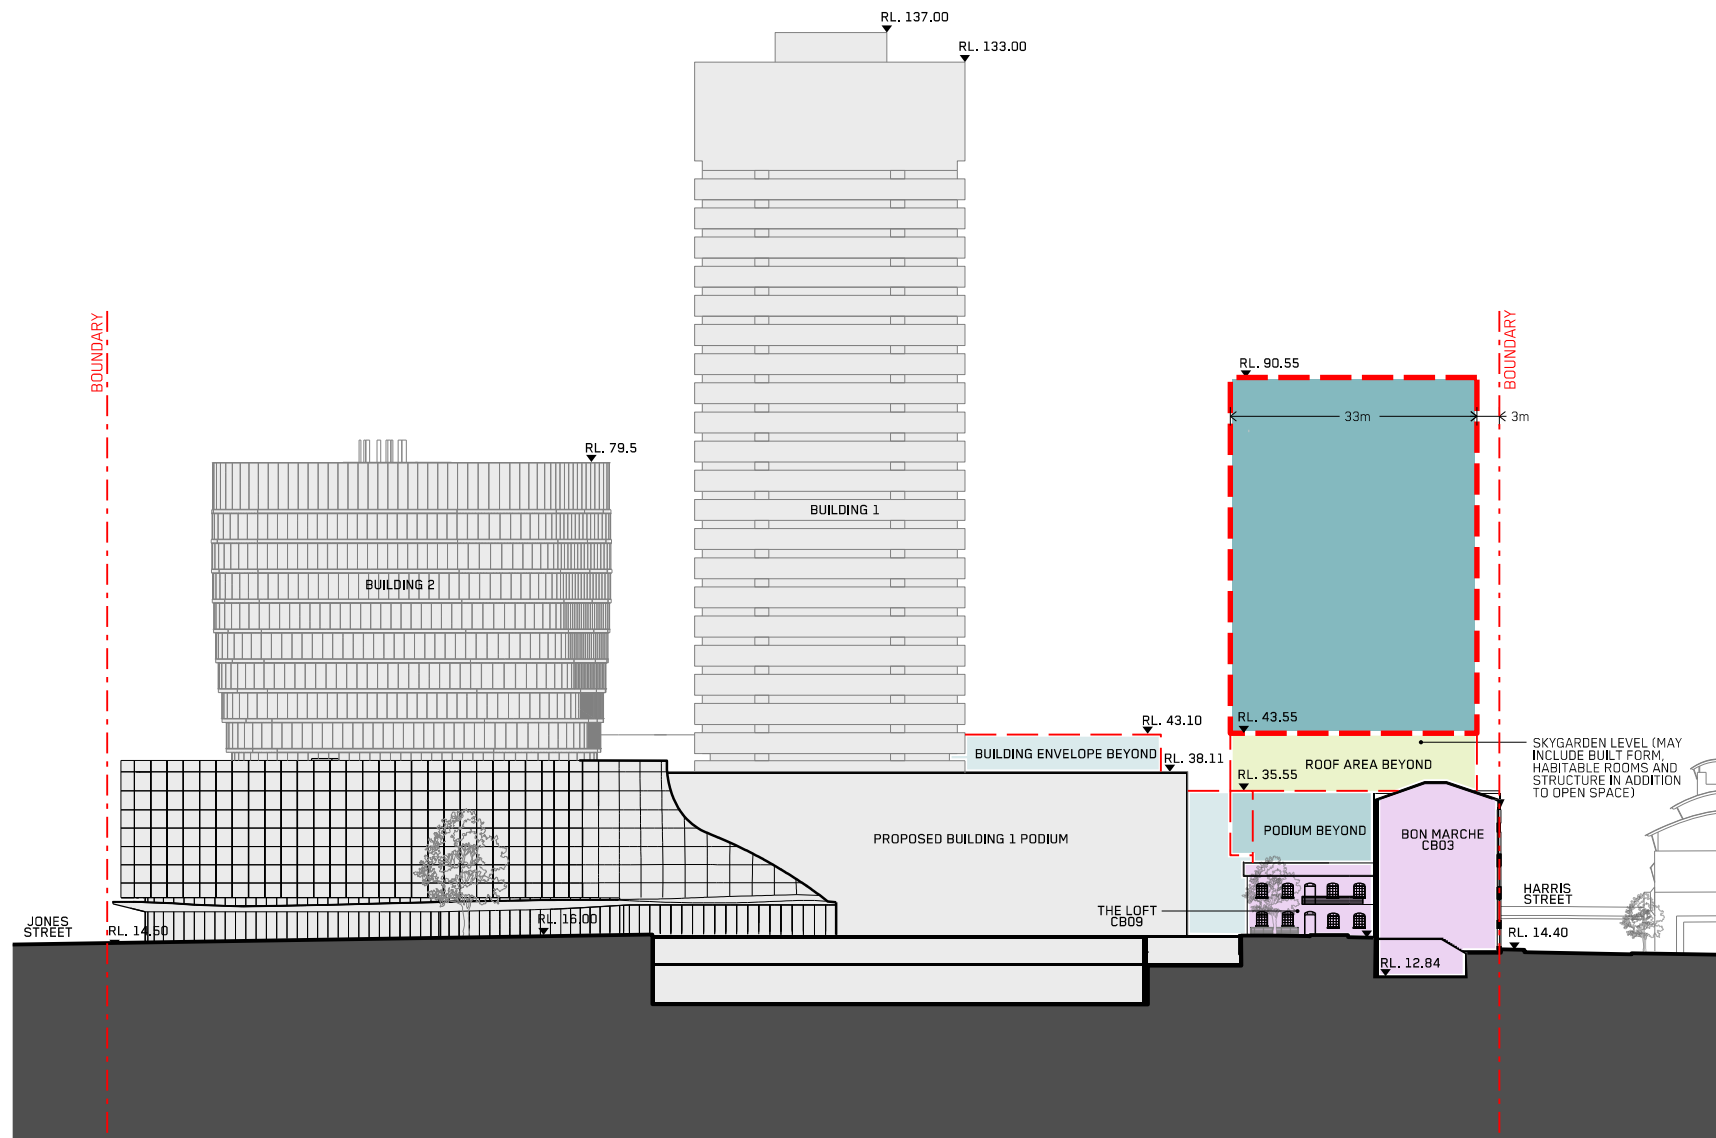 RL. 137.00
RL. 133.00
BOUNDARY
BOUNDARY
RL. 90.55
33m
3m
RL. 79.5
BUILDING 1
BUILDING 2
RL. 43.10
RL. 43.55
BUILDING ENVELOPE BEYOND
RL. 38.11
ROOF AREA BEYOND
SKYGARDEN LEVEL (MAY
INCLUDE BUILT FORM,
HABITABLE ROOMS AND
STRUCTURE IN ADDITION
TO OPEN SPACE)
RL. 35.55
PROPOSED BUILDING 1 PODIUM
PODIUM BEYOND
BON MARCHE
CB03
HARRIS
STREET
THE LOFT
CB09
JONES
STREET
RL. 14.50
RL. 16.00
RL. 14.40
RL. 12.84